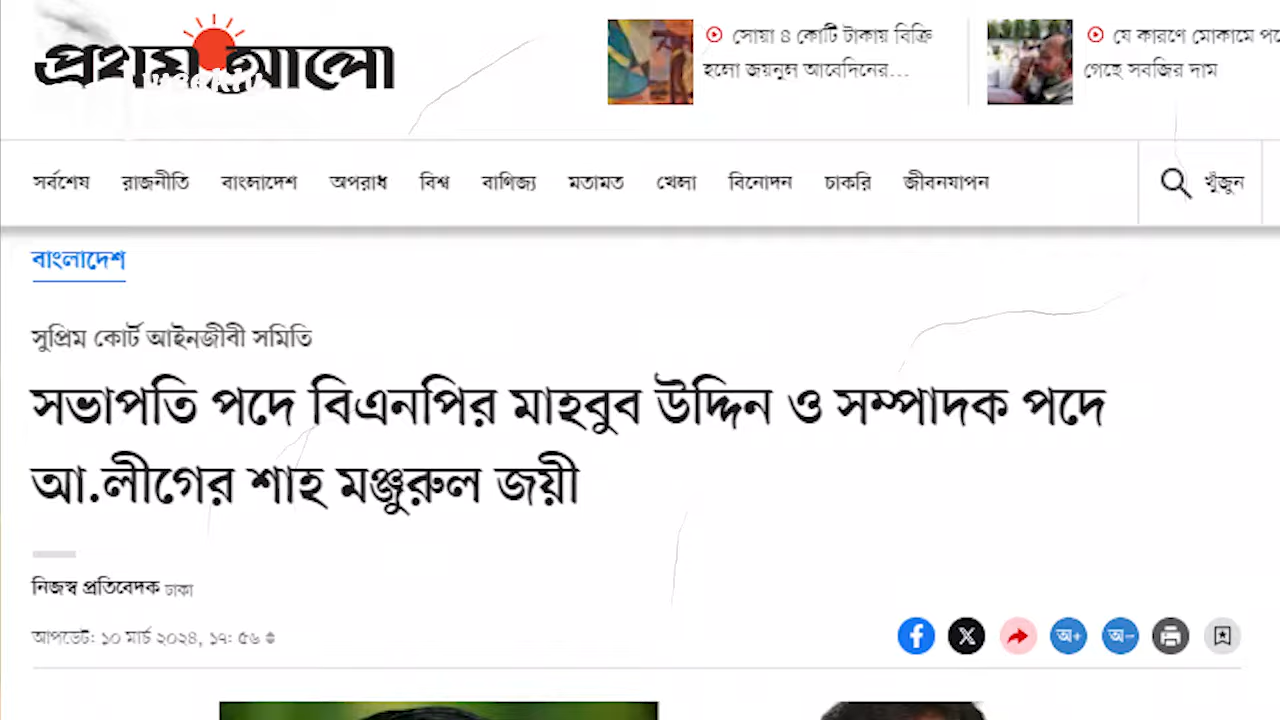 প্রথম আলো
সোয়া ৪ কোটি টাকায় বিক্রি
হলো জয়নুল আবেদিনের...
যে কারণে মোকামে
গেছে সবজির দাম
সর্বশেষ রাজনীতি বাংলাদেশ অপরাধ বিশ্ব বাণিজ্য মতামত খেলা বিনোদন চাকরি জীবনযাপন খুঁজুন
বাংলাদেশ
সুপ্রিম কোর্ট আইনজীবী সমিতি
সভাপতি পদে বিএনপির মাহবুব উদ্দিন ও সম্পাদক পদে
আ.লীগের শাহ মঞ্জুরুল জয়ী
নিজস্ব প্রতিবেদক ঢাকা
আপডেট: ১০ মার্চ ২০২৪, ১৭: ৫৬
অ+ অ−